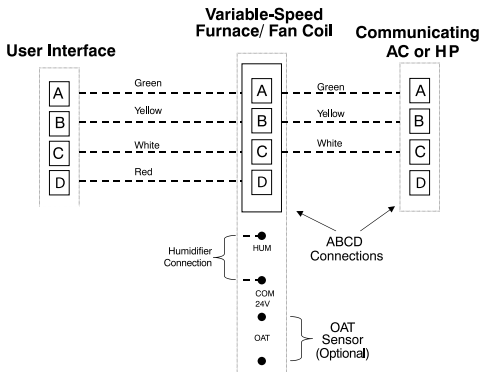 Variable-Speed
Furnace/ Fan Coil
Communicating
AC or HP
User Interface
A Green A Green A
B Yellow B Yellow B
C White C White C
D Red D D
HUM
Humidifier
Connection
COM
24V
ABCD
Connections
OAT
OAT
Sensor
(Optional)